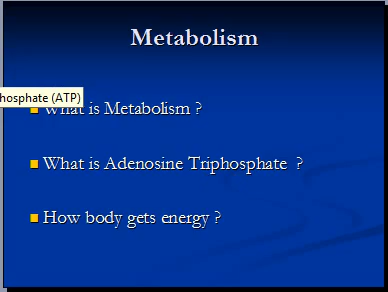 Metabolism
hosphate (ATP)
What is Metabolism ?
What is Adenosine Triphosphate ?
How body gets energy ?